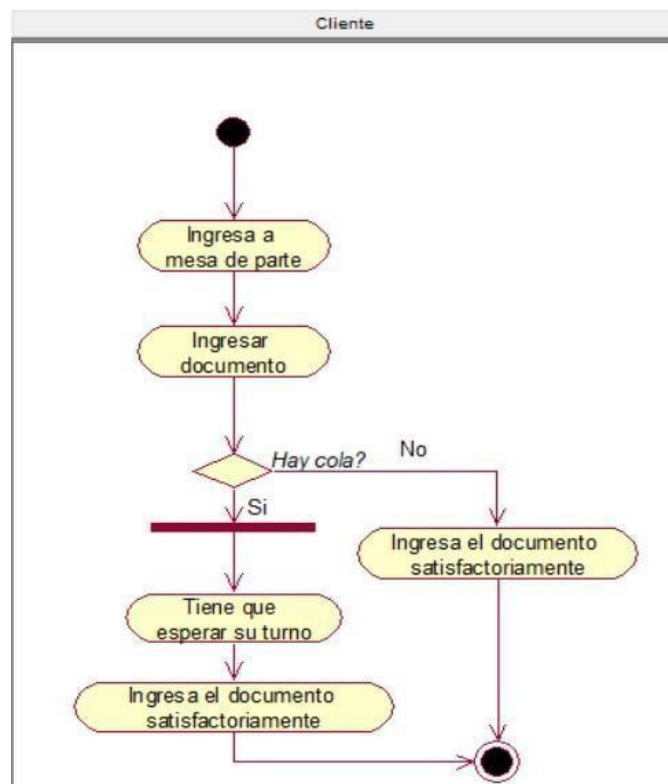 Cliente
Ingresa a
mesa de parte
Ingresar
documento
Hay cola?
No
Si
Ingresa el documento
satisfactoriamente
Tiene que
esperar su turno
Ingresa el documento
satisfactoriamente